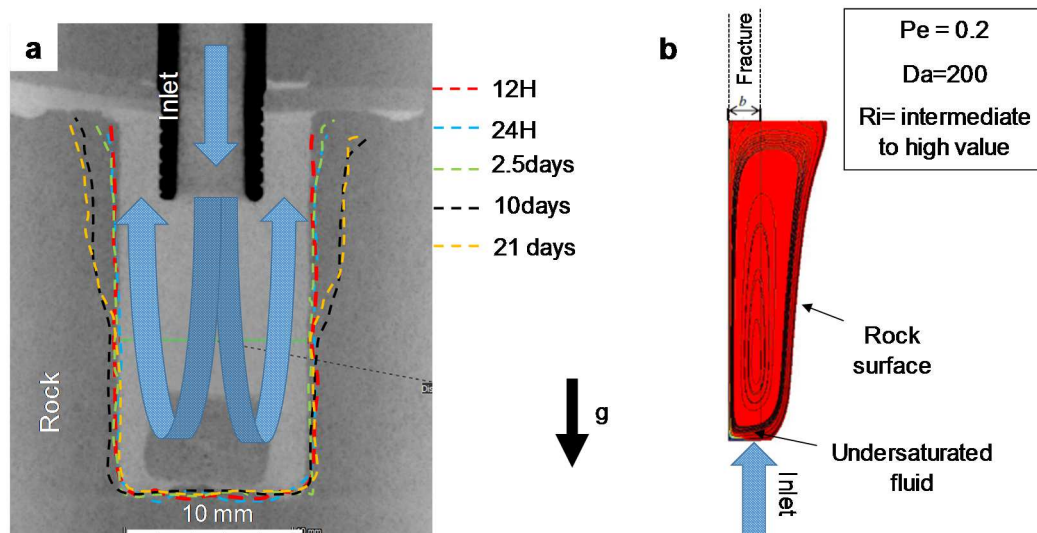 a
Inlet
12H
24H
2.5days
10days
21 days
Rock
10 mm
g
b
Fracture
b
Pe = 0.2
Da=200
Ri= intermediate
to high value
Rock
surface
Undersaturated
fluid
Inlet